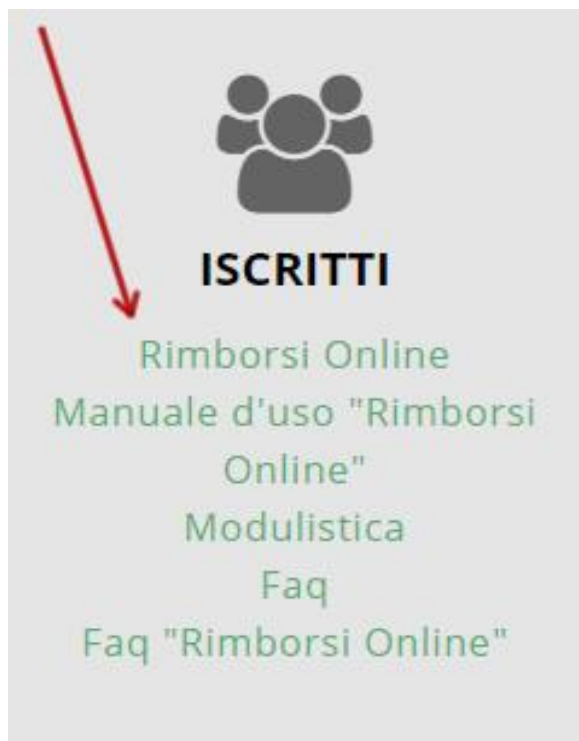 ISCRITTI
Rimborsi Online
Manuale d'uso "Rimborsi
Online"
Modulistica
Faq
Faq "Rimborsi Online"